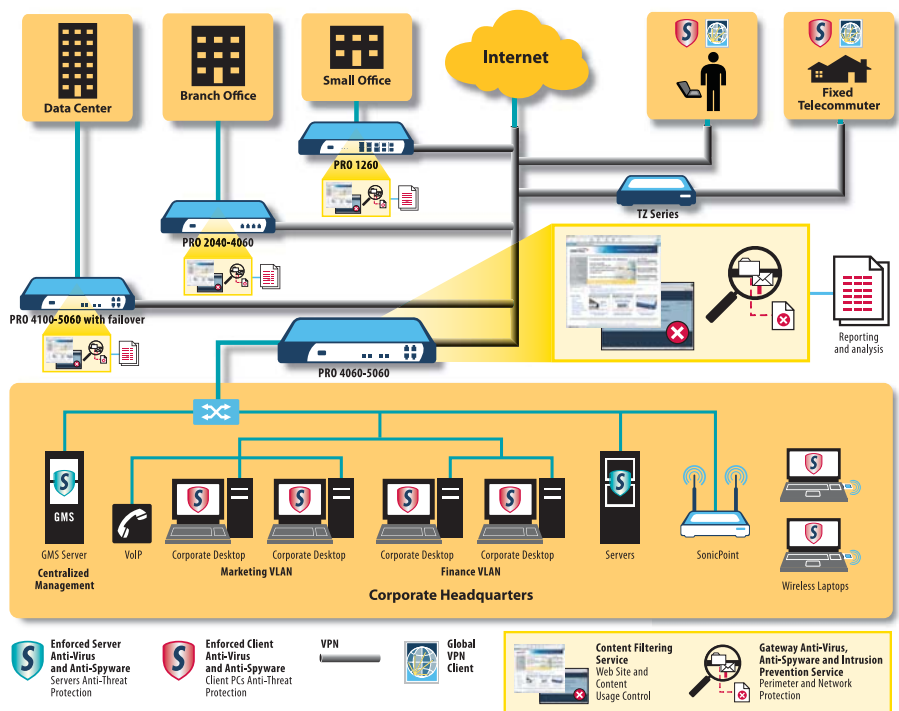 Data Center
Branch Office
Small Office
Internet
S
S
Fixed
Telecommuter
PRO 1260
TZ Series
PRO 2040-4060
PRO 4100-5060 with failover
PRO 4060-5060
Reporting
and analysis
S
GMS
S
S
S
S
S
S
S
GMS Server
VoIP
Corporate Desktop
Corporate Desktop
Corporate Desktop
Corporate Desktop
Servers
SonicPoint
Wireless Laptops
Centralized
Management
Marketing VLAN
Finance VLAN
Corporate Headquarters
S
Enforced Server
Anti-Virus
and Anti-Spyware
Servers Anti-Threat
Protection
S
Enforced Client
Anti-Virus
and Anti-Spyware
Client PCs Anti-Threat
Protection
VPN
Global
VPN
Client
Content Filtering
Service
Web Site and
Content
Usage Control
Gateway Anti-Virus,
Anti-Spyware and Intrusion
Prevention Service
Perimeter and Network
Protection